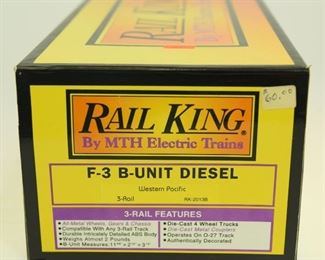 $60.00
RAIL KING®
By MTH Electric Trains
F-3 B-UNIT DIESEL
Western Pacific
3-Rail RK-2013B
3-RAIL FEATURES
• All-Metal Wheels, Gears & Chassis
• Compatible With Any 3-Rail Track
• Durable Intricately Detailed ABS Body
• Weighs Almost 2 Pounds
• B-Unit Measures 11" x 2" x 3"
• Die-Cast 4 Wheel Trucks
• Die-Cast Metal Couplers
• Operates On O-27 Track
• Authentically Decorated